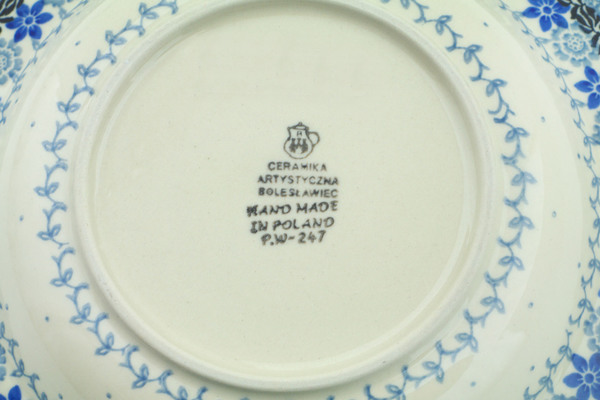 CERAMIKA
ARTYSTYCZNA
BOLESŁAWIEC
HAND MADE
IN POLAND
P.W-247